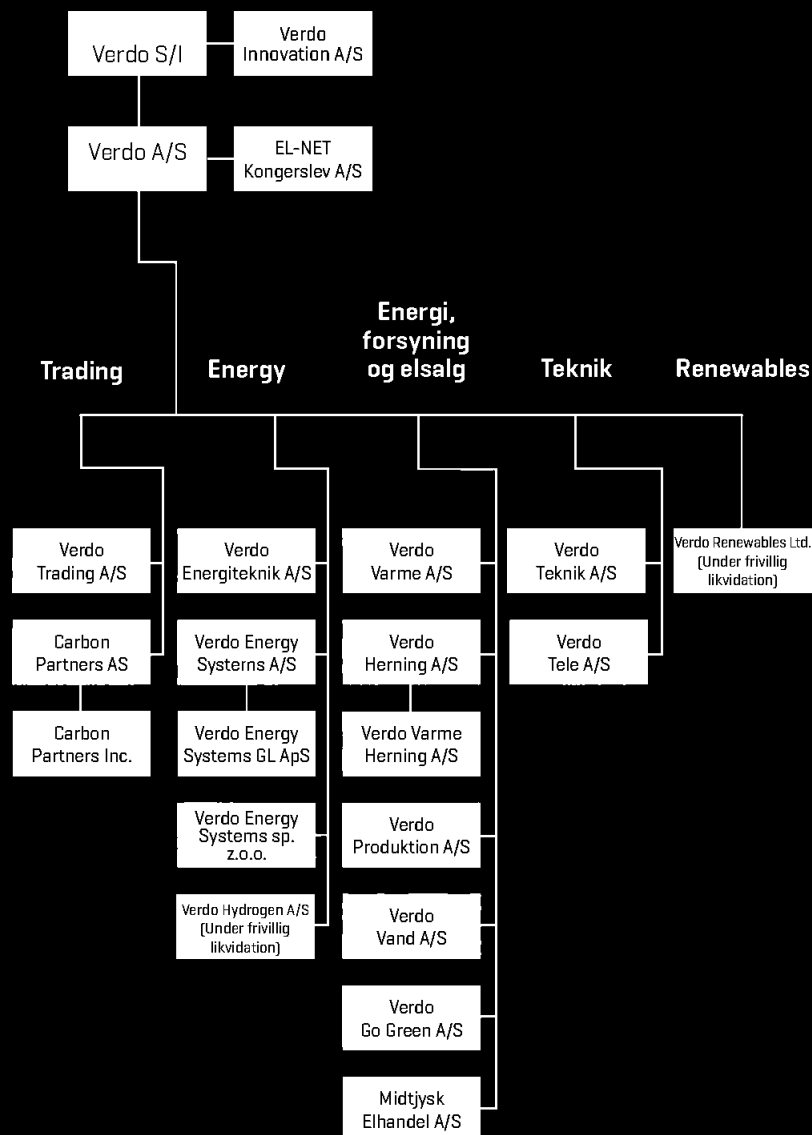 Verdo S/I
Verdo
Innovation A/S
Verdo A/S
EL-NET
Kongerslev A/S
Trading
Energy
Energi,
forsyning
og elsalg
Teknik
Renewables
Verdo
Trading A/S
Carbon
Partners AS
Carbon
Partners Inc.
Verdo
Energiteknik A/S
Verdo Energy
Systerns A/S
Verdo Energy
Systems GL ApS
Verdo Energy
Systems sp.
z.o.o.
Verdo Hydrogen A/S
(Under frivillig
likvidation)
Verdo
Varme A/S
Verdo
Herning A/S
Verdo Varme
Herning A/S
Verdo
Produktion A/S
Verdo
Vand A/S
Verdo
Go Green A/S
Midtjysk
Elhandel A/S
Verdo
Teknik A/S
Verdo
Tele A/S
Verdo Renewables Ltd.
(Under frivillig
likvidation)